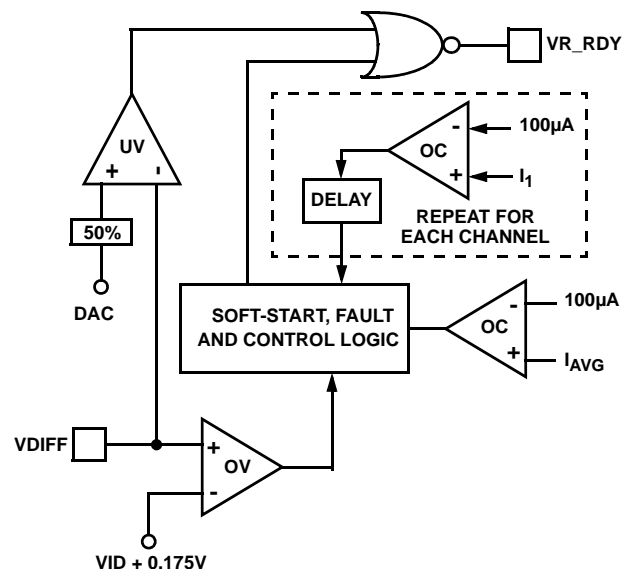 VR_RDY
UV
+
-
50%
DAC
-
OC
+
100µA
I1
DELAY
REPEAT FOR
EACH CHANNEL
SOFT-START, FAULT
AND CONTROL LOGIC
-
OC
+
100µA
IAVG
VDIFF
+
OV
-
VID + 0.175V